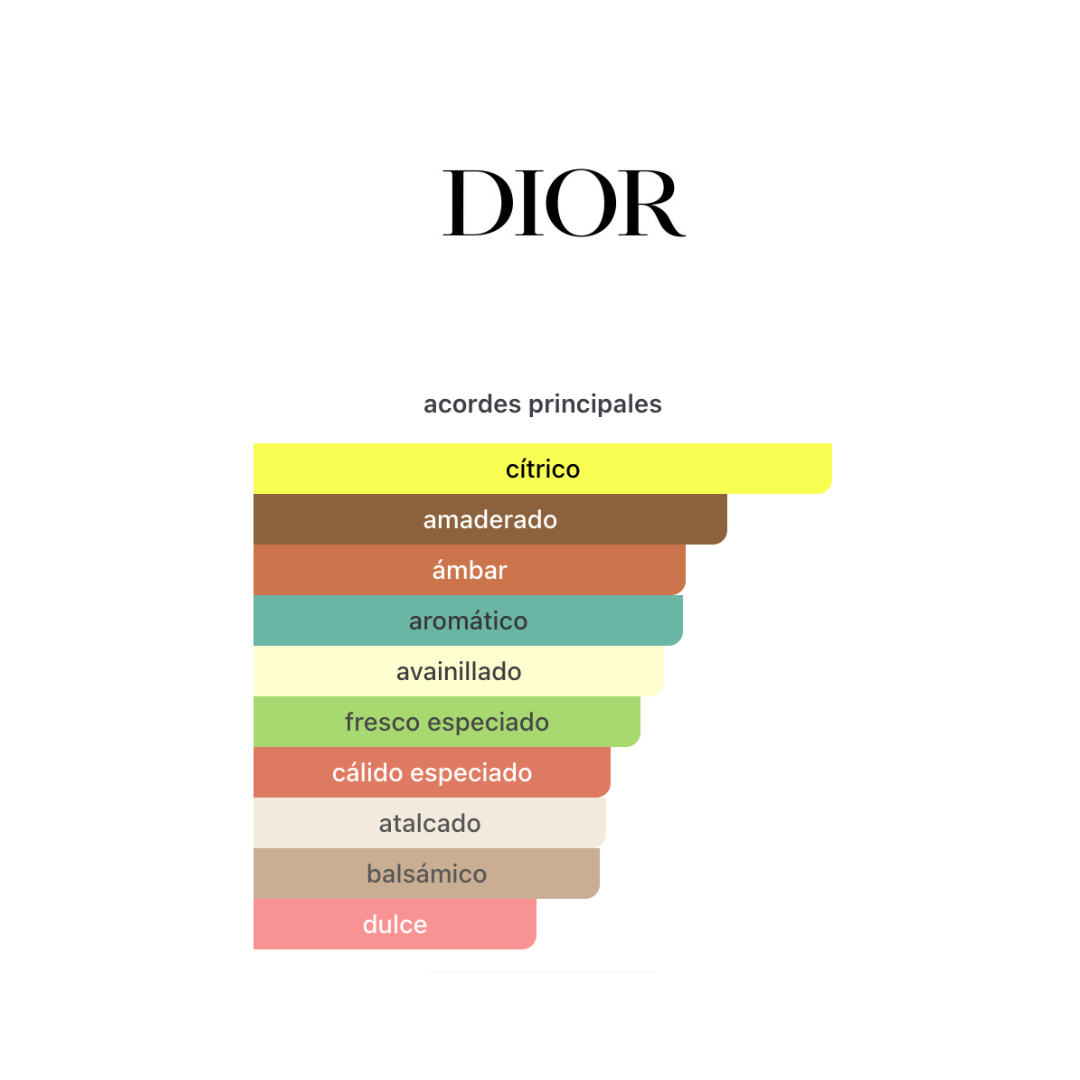 DIOR
acordes principales
cítrico
amaderado
ámbar
aromático
avainillado
fresco especiado
cálido especiado
atalcado
balsámico
dulce